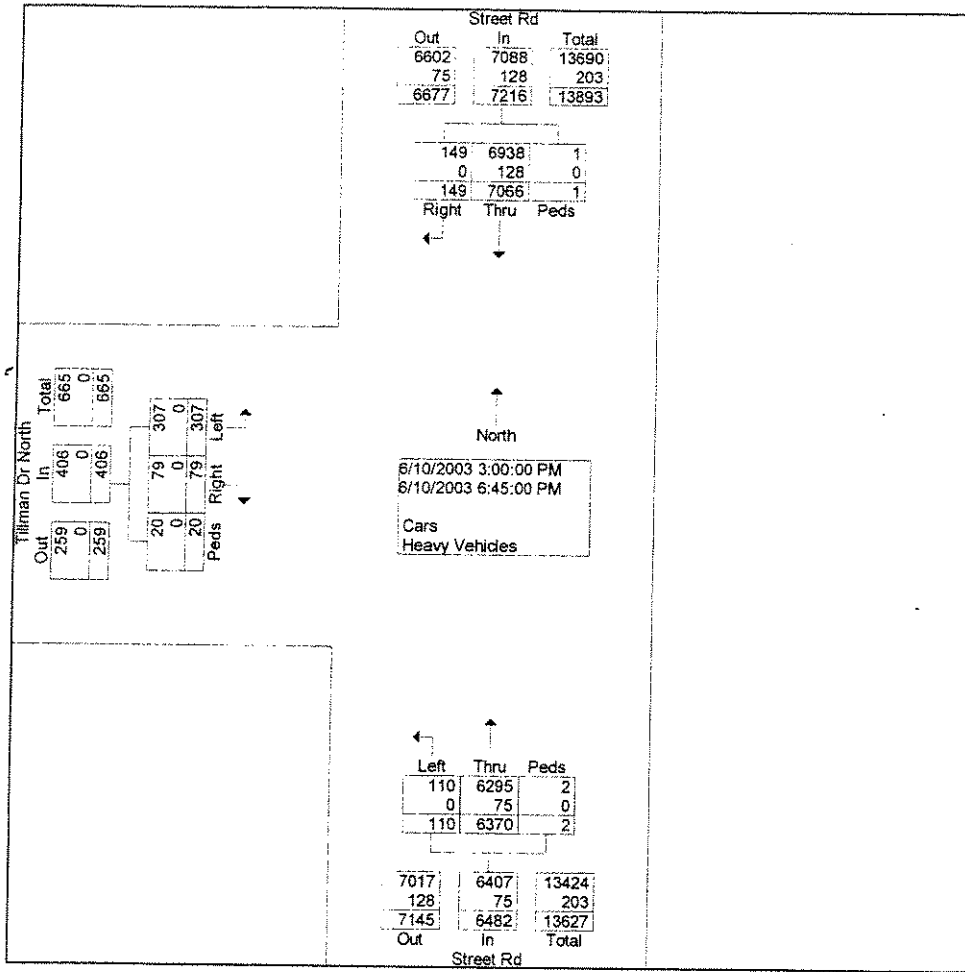 Street Rd
Out In Total
6602 7088 13690
75 128 203
6677 7216 13893
149 6938 1
0 128 0
149 7066 1
Right Thru Peds
Tillman Dr North
Out In Total
259 406 665
0 0 0
259 406 665
20 79 307
0 0 0
20 79 307
Peds Right Left
North
6/10/2003 3:00:00 PM
6/10/2003 6:45:00 PM
Cars
Heavy Vehicles
Left Thru Peds
110 6295 2
0 75 0
110 6370 2
7017 6407 13424
128 75 203
7145 6482 13627
Out In Total
Street Rd